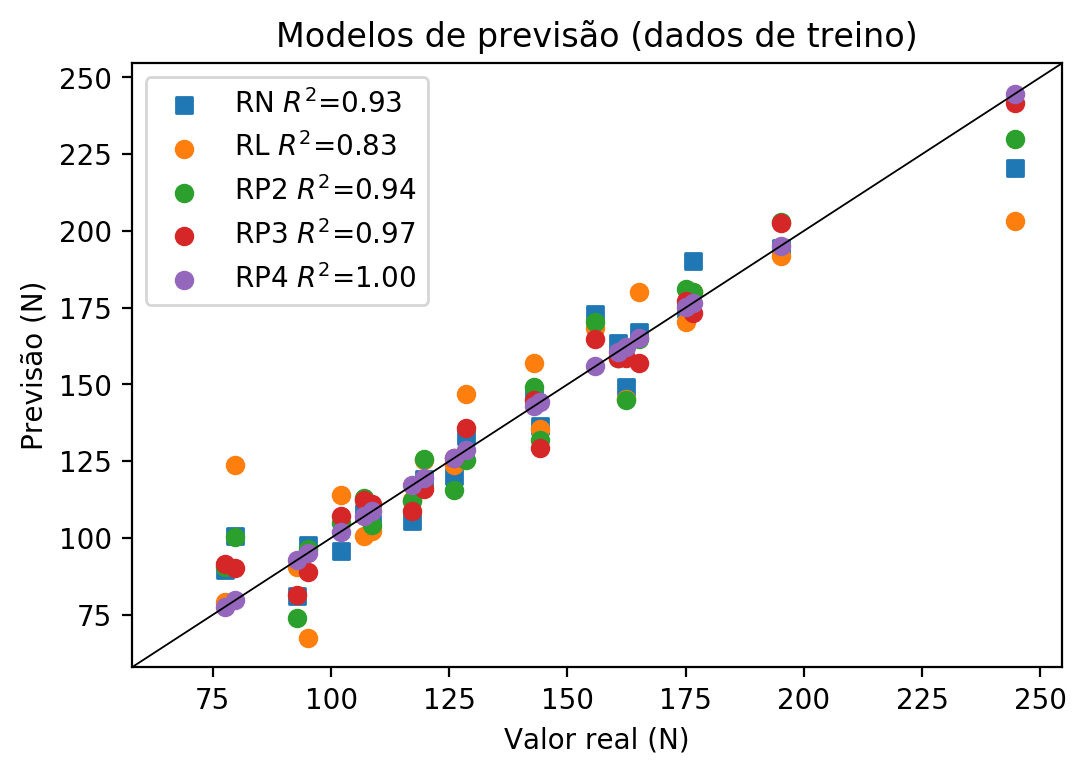 Modelos de previsão (dados de treino)
RN R²=0.93
RL R²=0.83
RP2 R²=0.94
RP3 R²=0.97
RP4 R²=1.00
Previsão (N)
250
225
200
175
150
125
100
75
75 100 125 150 175 200 225 250
Valor real (N)